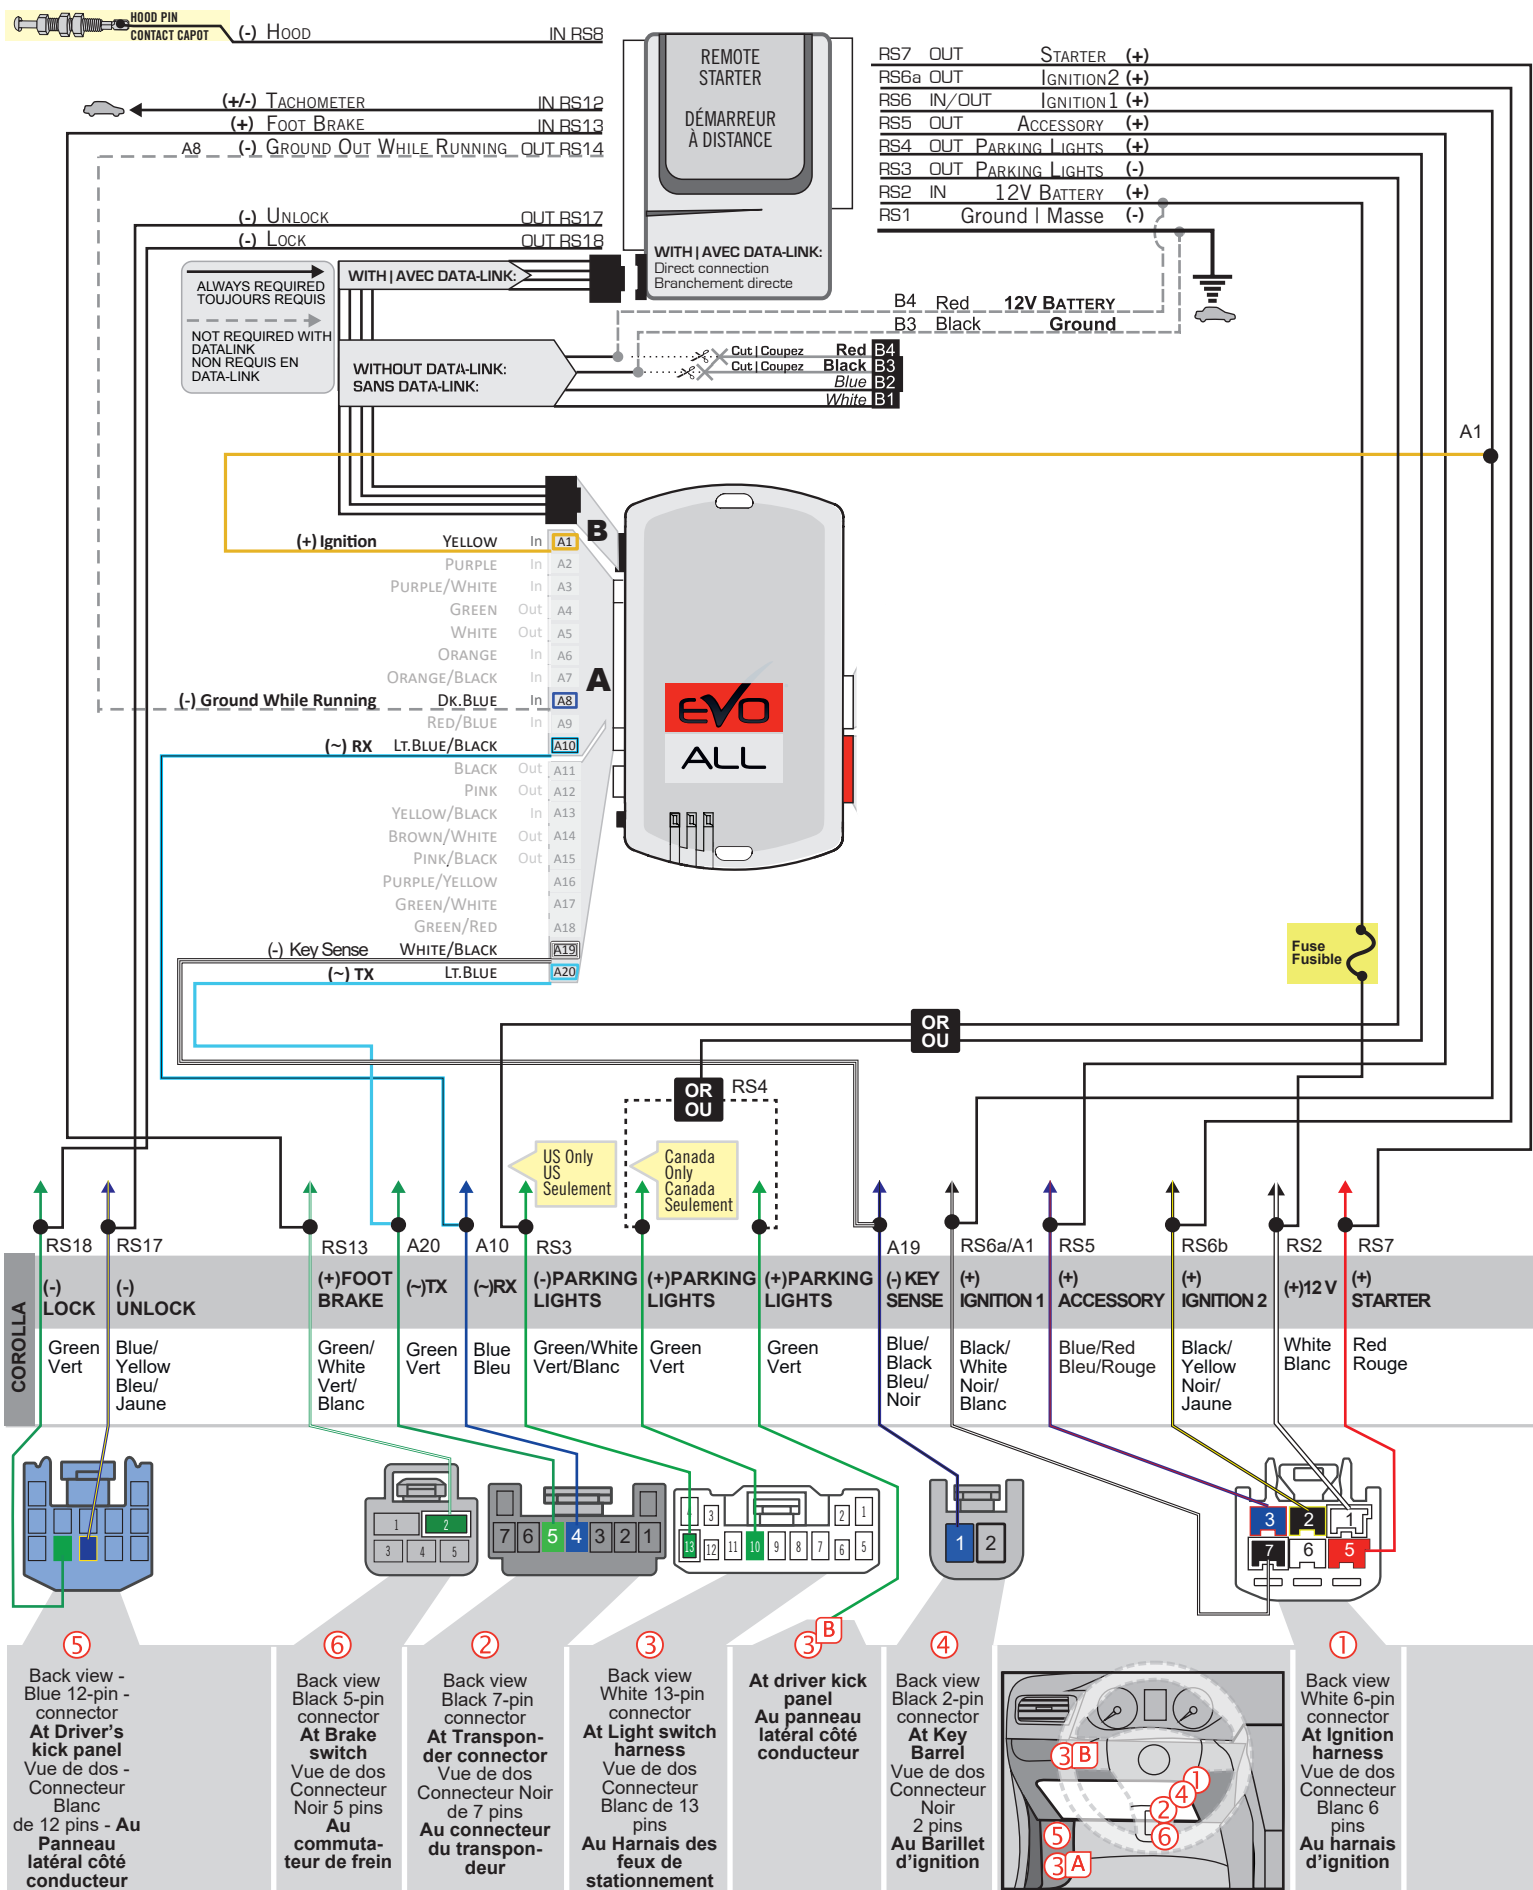 HOOD PIN
CONTACT CAPOT
(-) HOOD IN RS8
(+/-) TACHOMETER IN RS12
(+) FOOT BRAKE IN RS13
A8 (-) GROUND OUT WHILE RUNNING OUT RS14
(-) UNLOCK OUT RS17
(-) LOCK OUT RS18
REMOTE
STARTER
DÉMARREUR
À DISTANCE
WITH | AVEC DATA-LINK:
Direct connection
Branchement directe
RS7 OUT STARTER (+)
RS6a OUT IGNITION2 (+)
RS6 IN/OUT IGNITION1 (+)
RS5 OUT ACCESSORY (+)
RS4 OUT PARKING LIGHTS (+)
RS3 OUT PARKING LIGHTS (-)
RS2 IN 12V BATTERY (+)
RS1 Ground | Masse (-)
ALWAYS REQUIRED
TOUJOURS REQUIS
NOT REQUIRED WITH
DATALINK
NON REQUIS EN
DATA-LINK
WITH | AVEC DATA-LINK:
WITHOUT DATA-LINK:
SANS DATA-LINK:
B4 Red 12V BATTERY
B3 Black Ground
Cut | Coupez Red B4
Cut | Coupez Black B3
Blue B2
White B1
A1
B
A
(+) Ignition YELLOW In A1
PURPLE In A2
PURPLE/WHITE In A3
GREEN Out A4
WHITE Out A5
ORANGE In A6
ORANGE/BLACK In A7
(-) Ground While Running DK.BLUE In A8
RED/BLUE In A9
(~) RX LT.BLUE/BLACK A10
BLACK Out A11
PINK Out A12
YELLOW/BLACK In A13
BROWN/WHITE Out A14
PINK/BLACK Out A15
PURPLE/YELLOW A16
GREEN/WHITE A17
GREEN/RED A18
(-) Key Sense WHITE/BLACK A19
(~) TX LT.BLUE A20
EVO
ALL
Fuse
Fusible
OR
OU
OR
OU
RS4
US Only
US
Seulement
Canada
Only
Canada
Seulement
RS18 RS17 RS13 A20 A10 RS3 A19 RS6a/A1 RS5 RS6b RS2 RS7
COROLLA
(-)
LOCK
(-)
UNLOCK
(+)FOOT
BRAKE
(~)TX
(~)RX
(-)PARKING
LIGHTS
(+)PARKING
LIGHTS
(+)PARKING
LIGHTS
(-) KEY
SENSE
(+)
IGNITION 1
(+)
ACCESSORY
(+)
IGNITION 2
(+)12 V
(+)
STARTER
Green
Vert
Blue/
Yellow
Bleu/
Jaune
Green/
White
Vert/
Blanc
Green
Vert
Blue
Bleu
Green/White
Vert/Blanc
Green
Vert
Green
Vert
Blue/
Black
Bleu/
Noir
Black/
White
Noir/
Blanc
Blue/Red
Bleu/Rouge
Black/
Yellow
Noir/
Jaune
White
Blanc
Red
Rouge
1 2
3 4 5
7 6 5 4 3 2 1
3 2 1
13 12 11 10 9 8 7 6 5
1 2
3 2 1
7 6 5
5
Back view -
Blue 12-pin -
connector
At Driver's
kick panel
Vue de dos -
Connecteur
Blanc
de 12 pins - Au
Panneau
latéral côté
conducteur
6
Back view
Black 5-pin
connector
At Brake
switch
Vue de dos
Connecteur
Noir 5 pins
Au
commuta-
teur de frein
2
Back view
Black 7-pin
connector
At Transpon-
der connector
Vue de dos
Connecteur Noir
de 7 pins
Au connecteur
du transpon-
deur
3
Back view
White 13-pin
connector
At Light switch
harness
Vue de dos
Connecteur
Blanc de 13
pins
Au Harnais des
feux de
stationnement
3 B
At driver kick
panel
Au panneau
latéral côté
conducteur
4
Back view
Black 2-pin
connector
At Key
Barrel
Vue de dos
Connecteur
Noir
2 pins
Au Barillet
d'ignition
3 B
1
4
2
6
5
3 A
1
Back view
White 6-pin
connector
At Ignition
harness
Vue de dos
Connecteur
Blanc 6
pins
Au harnais
d'ignition